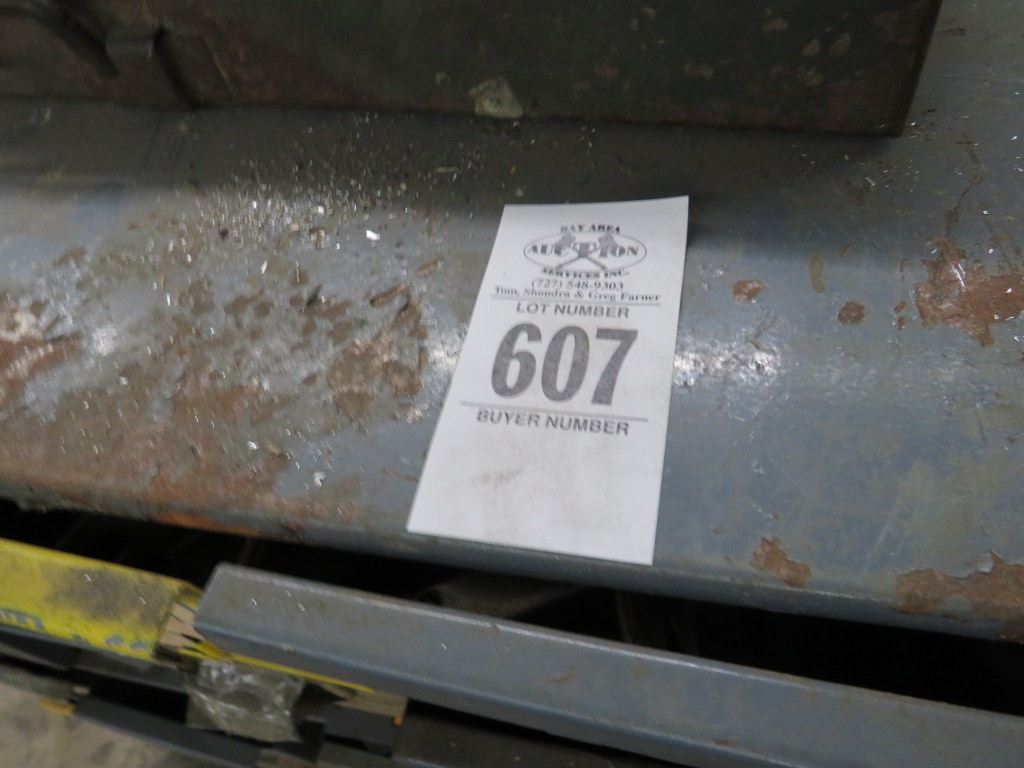 BAY AREA
AUCTION
SERVICES INC.
(727) 548-9303
Tom, Shondra & Greg Farner
LOT NUMBER
607
BUYER NUMBER